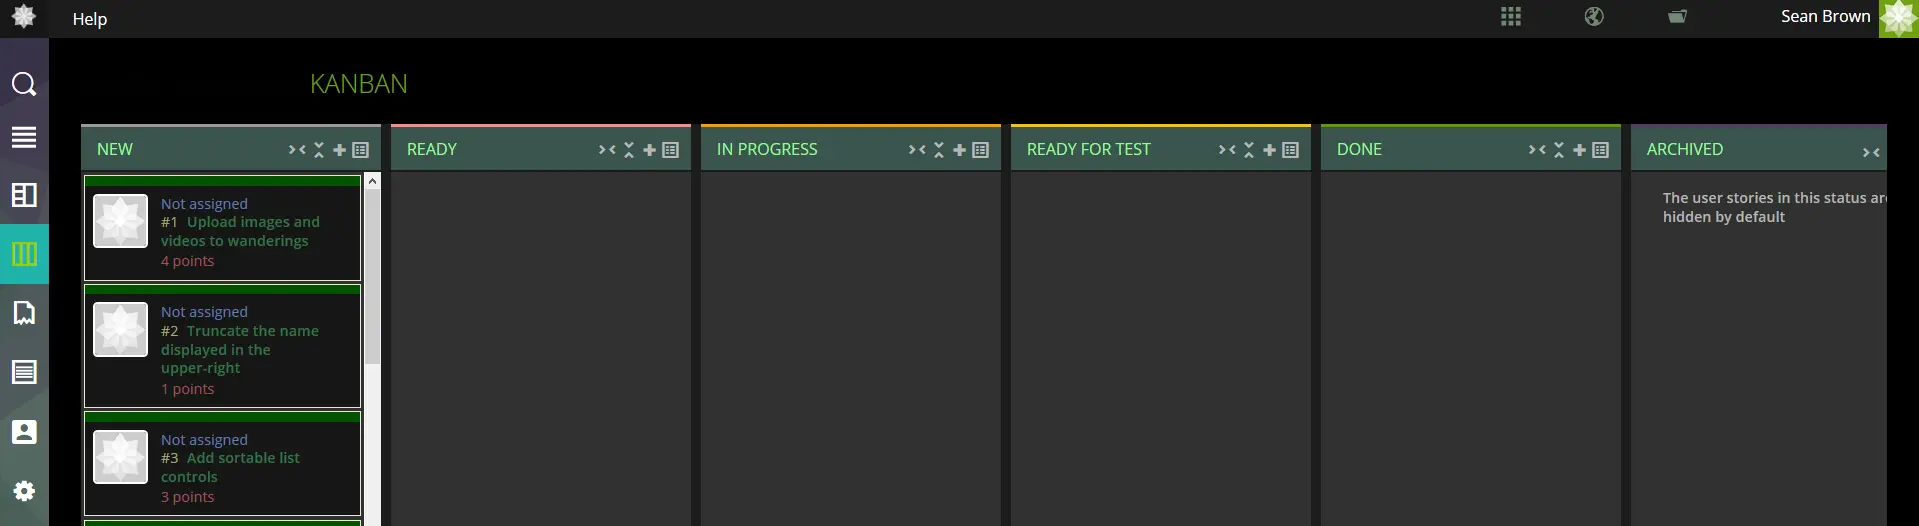 Help
Sean Brown
KANBAN
NEW
READY
IN PROGRESS
READY FOR TEST
DONE
ARCHIVED
Not assigned
#1 Upload images and
videos to wanderings
4 points
Not assigned
#2 Truncate the name
displayed in the
upper-right
1 points
Not assigned
#3 Add sortable list
controls
3 points
The user stories in this status are
hidden by default